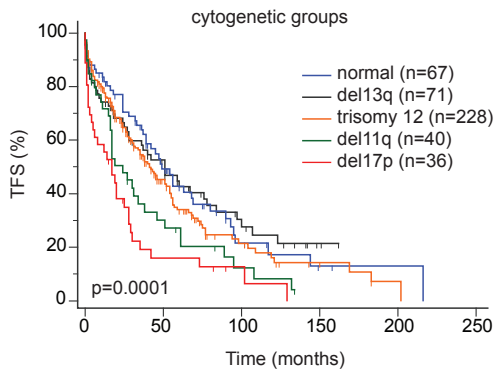 cytogenetic groups
100
80
60
40
20
0
TFS (%)
normal (n=67)
del13q (n=71)
trisomy 12 (n=228)
del11q (n=40)
del17p (n=36)
p=0.0001
0 50 100 150 200 250
Time (months)